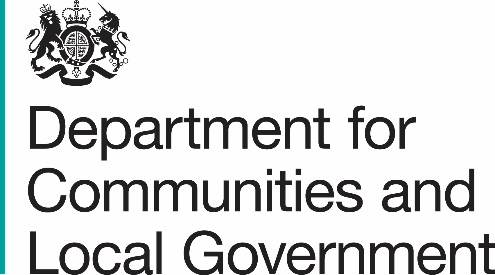 Department for
Communities and
Local Government